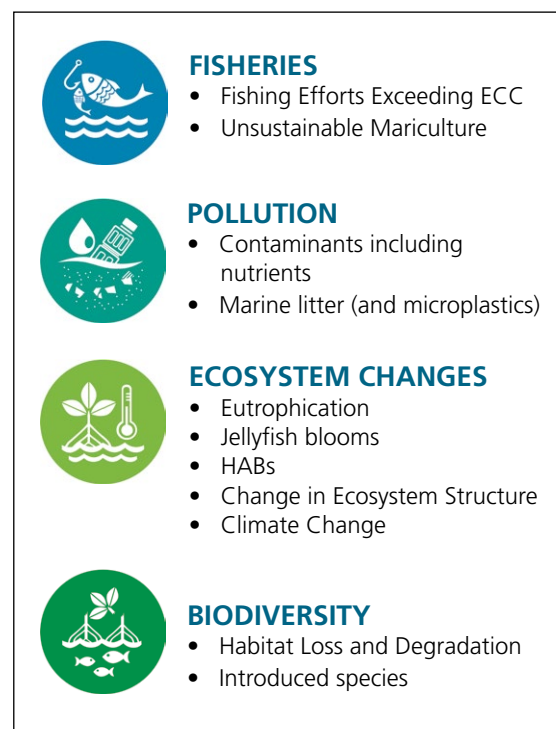 FISHERIES
• Fishing Efforts Exceeding ECC
• Unsustainable Mariculture
POLLUTION
• Contaminants including
nutrients
• Marine litter (and microplastics)
ECOSYSTEM CHANGES
• Eutrophication
• Jellyfish blooms
• HABs
• Change in Ecosystem Structure
• Climate Change
BIODIVERSITY
• Habitat Loss and Degradation
• Introduced species